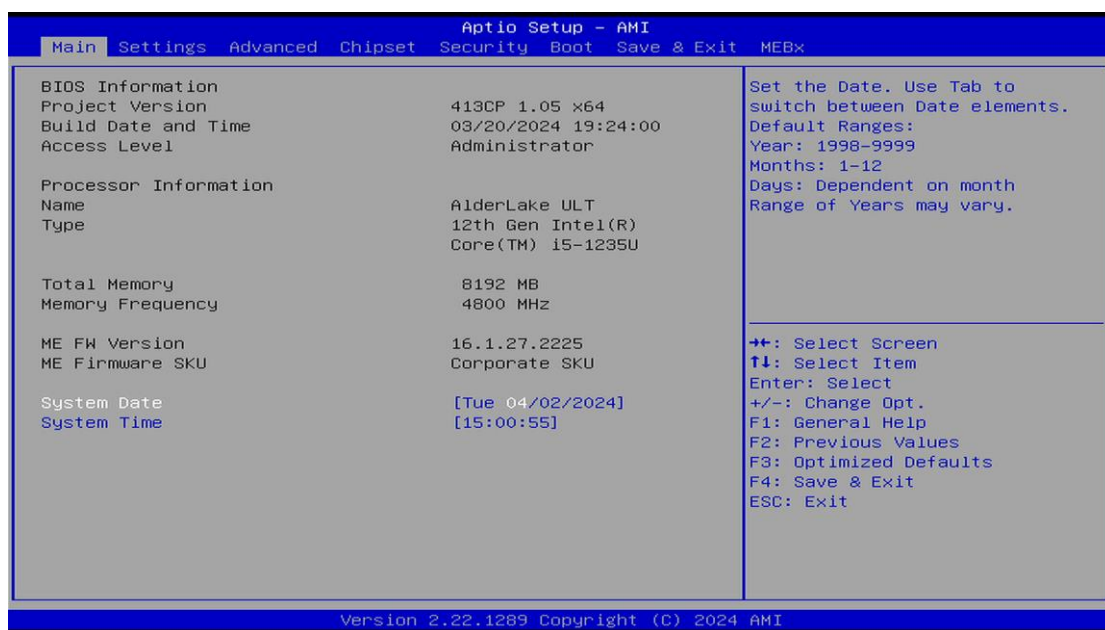 Aptio Setup – AMI
Main Settings Advanced Chipset Security Boot Save & Exit MEBx
BIOS Information
Project Version 413CP 1.05 x64
Build Date and Time 03/20/2024 19:24:00
Access Level Administrator
Processor Information
Name AlderLake ULT
Type 12th Gen Intel(R)
Core(TM) i5-1235U
Total Memory 8192 MB
Memory Frequency 4800 MHz
ME FW Version 16.1.27.2225
ME Firmware SKU Corporate SKU
System Date [Tue 04/02/2024]
System Time [15:00:55]
Set the Date. Use Tab to
switch between Date elements.
Default Ranges:
Year: 1998-9999
Months: 1-12
Days: Dependent on month
Range of Years may vary.
→←: Select Screen
↑↓: Select Item
Enter: Select
+/-: Change Opt.
F1: General Help
F2: Previous Values
F3: Optimized Defaults
F4: Save & Exit
ESC: Exit
Version 2.22.1289 Copyright (C) 2024 AMI